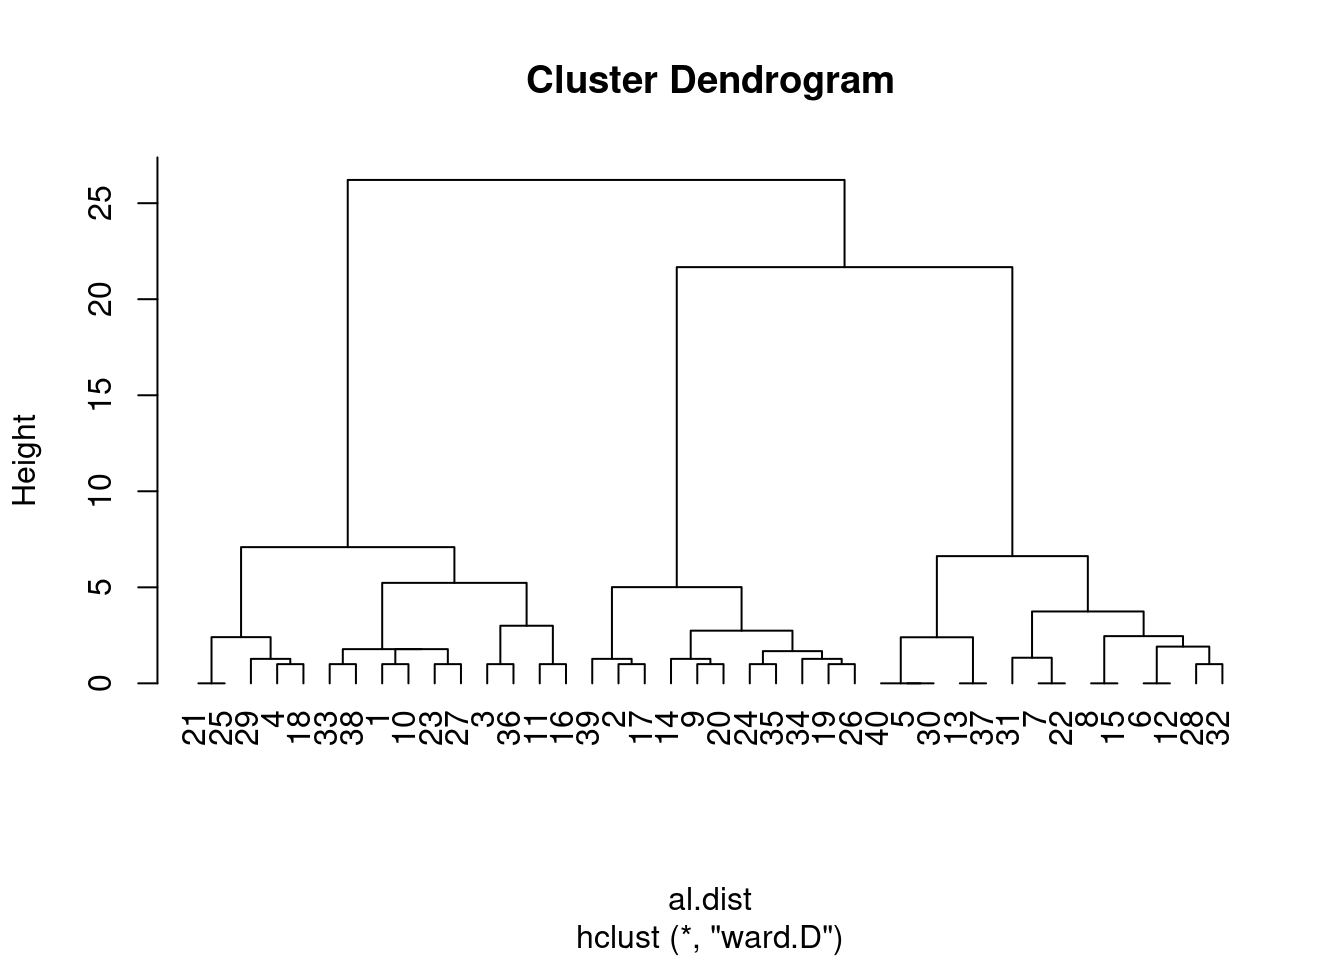 Cluster Dendrogram
Height
0 5 10 15 20 25
21 25 29 4 18 33 38 1 10 23 27 3 36 11 16 39 2 17 14 9 20 24 35 34 19 26 40 5 30 13 37 31 7 22 8 15 6 12 28 32
al.dist
hclust (*, "ward.D")